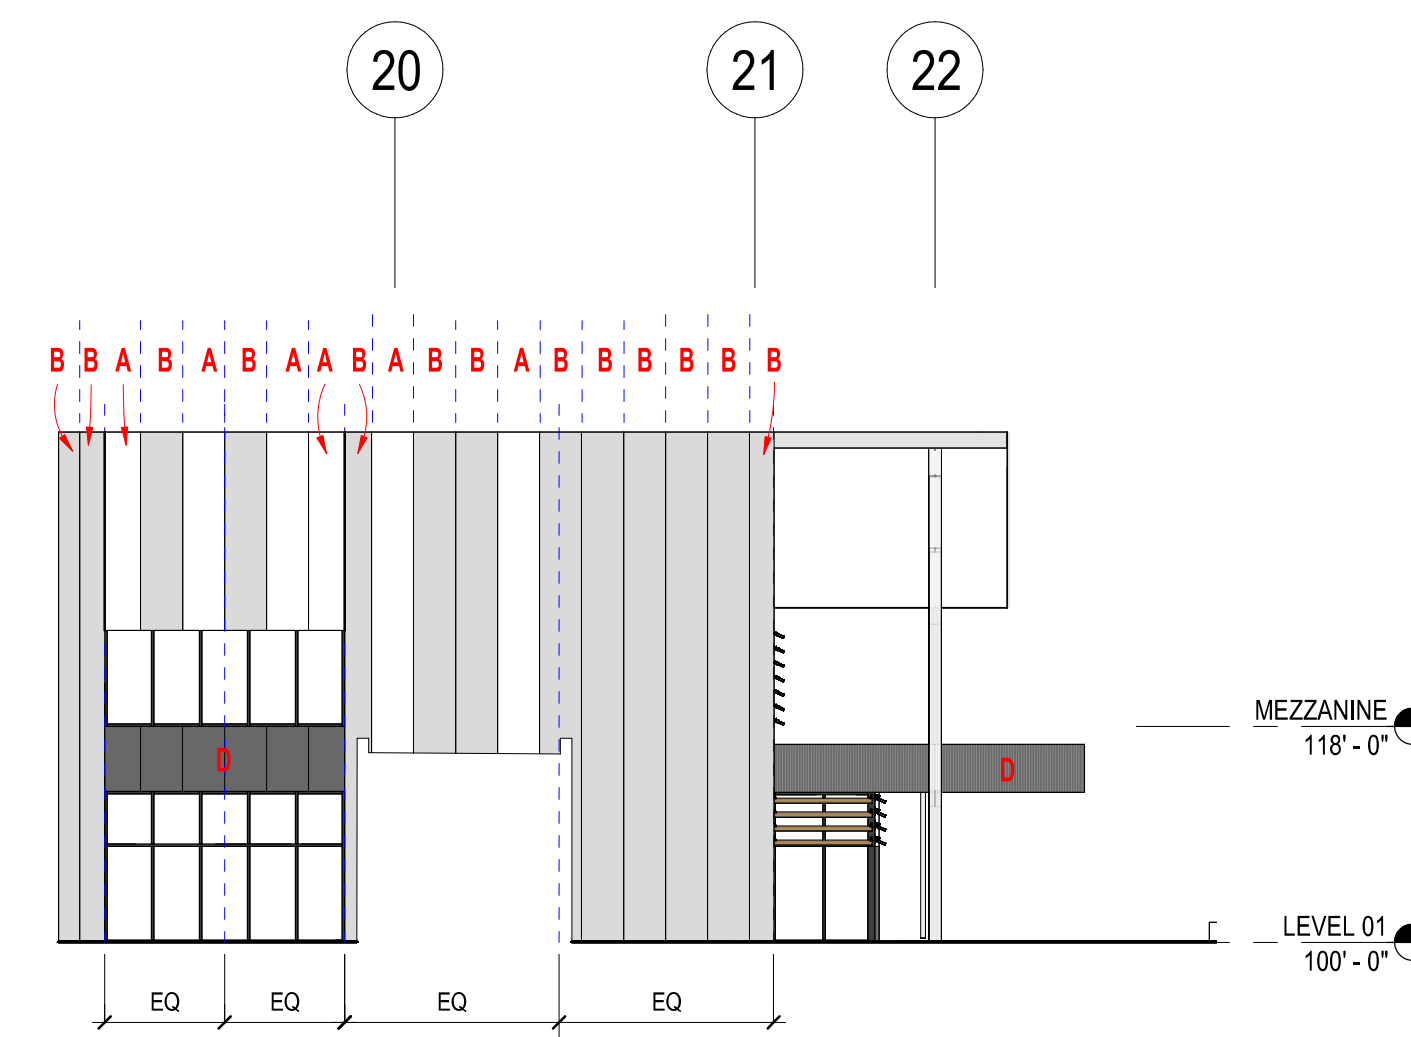 20 21 22
B B A B A B A A B A B B A B B B B B B
MEZZANINE
118' - 0"
D D
LEVEL 01
100' - 0"
EQ EQ EQ EQ